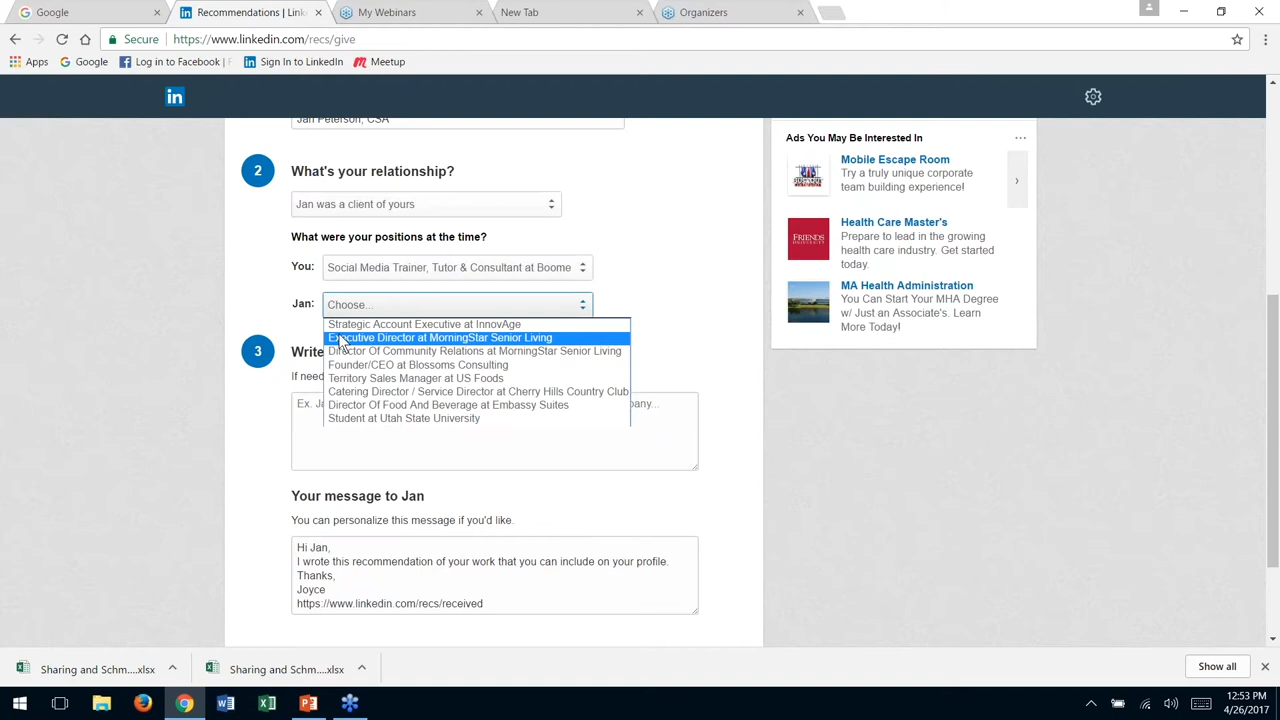 Google
Recommendations | Link
My Webinars
New Tab
Organizers
Secure
https://www.linkedin.com/recs/give
Apps
Google
Log in to Facebook | F
Sign In to LinkedIn
Meetup
in
Jan Peterson, CSA
2
What's your relationship?
Jan was a client of yours
What were your positions at the time?
You:
Social Media Trainer, Tutor & Consultant at Boome
Jan:
Choose...
Strategic Account Executive at InnovAge
Executive Director at MorningStar Senior Living
Director Of Community Relations at MorningStar Senior Living
Founder/CEO at Blossoms Consulting
Territory Sales Manager at US Foods
Catering Director / Service Director at Cherry Hills Country Club
Director Of Food And Beverage at Embassy Suites
Student at Utah State University
3
Write
If need
Ex. Ja
any...
Your message to Jan
You can personalize this message if you'd like.
Hi Jan,
I wrote this recommendation of your work that you can include on your profile.
Thanks,
Joyce
https://www.linkedin.com/recs/received
Ads You May Be Interested In
Mobile Escape Room
Try a truly unique corporate
team building experience!
FRIENDS
UNIVERSITY
Health Care Master's
Prepare to lead in the growing
health care industry. Get started
today.
MA Health Administration
You Can Start Your MHA Degree
w/ Just an Associate's. Learn
More Today!
Sharing and Schm....xlsx
Sharing and Schm....xlsx
Show all
12:53 PM
4/26/2017